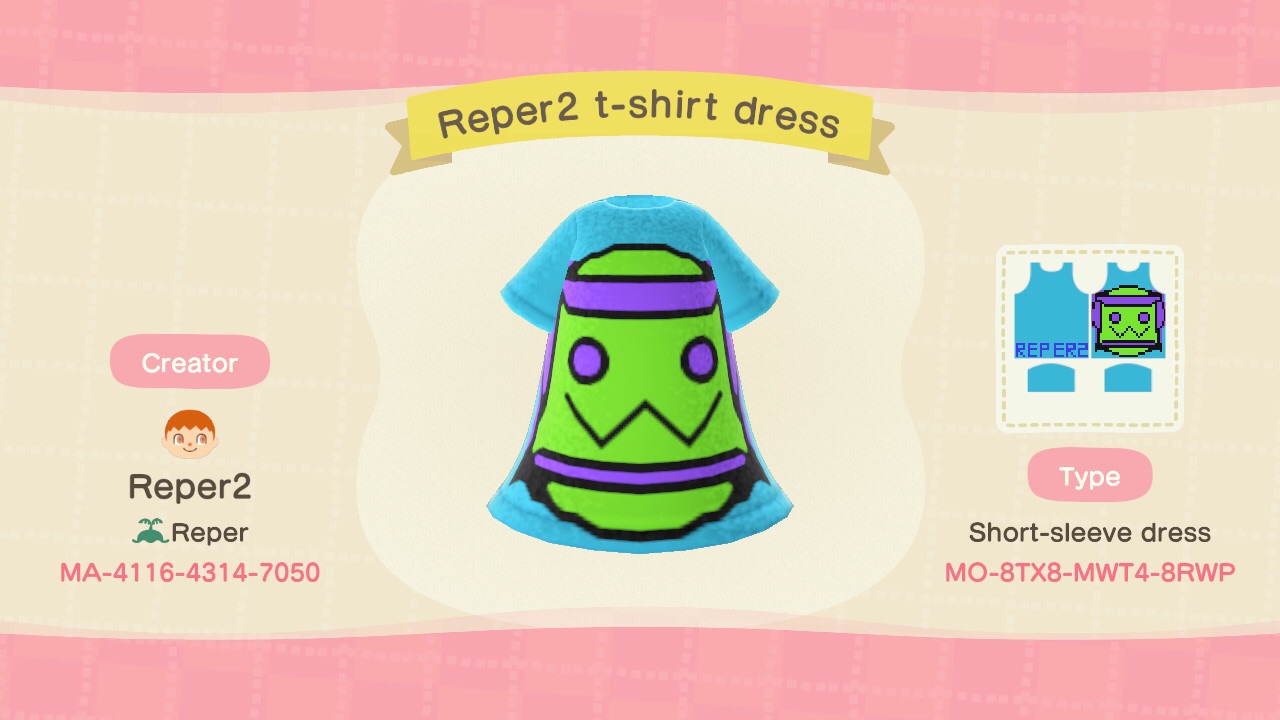 Reper2 t-shirt dress
Creator
Reper2
Reper
MA-4116-4314-7050
REPER2
Type
Short-sleeve dress
MO-8TX8-MWT4-8RWP